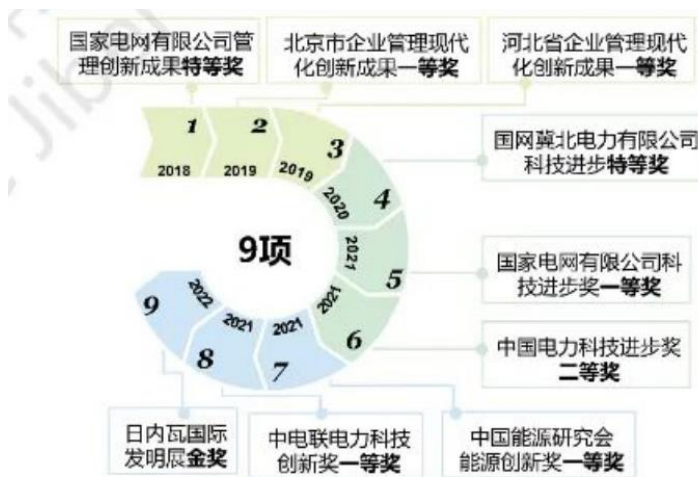 国家电网有限公司管
理创新成果特等奖
北京市企业管理现代
化创新成果一等奖
河北省企业管理现代
化创新成果一等奖
1
2018
2
2019
3
2019
国网冀北电力有限公司
科技进步特等奖
4
2020
9项
5
2021
国家电网有限公司科
技进步奖一等奖
6
2021
中国电力科技进步奖
二等奖
7
2021
8
2021
9
2022
日内瓦国际
发明展金奖
中电联电力科技
创新奖一等奖
中国能源研究会
能源创新奖一等奖
Jibei